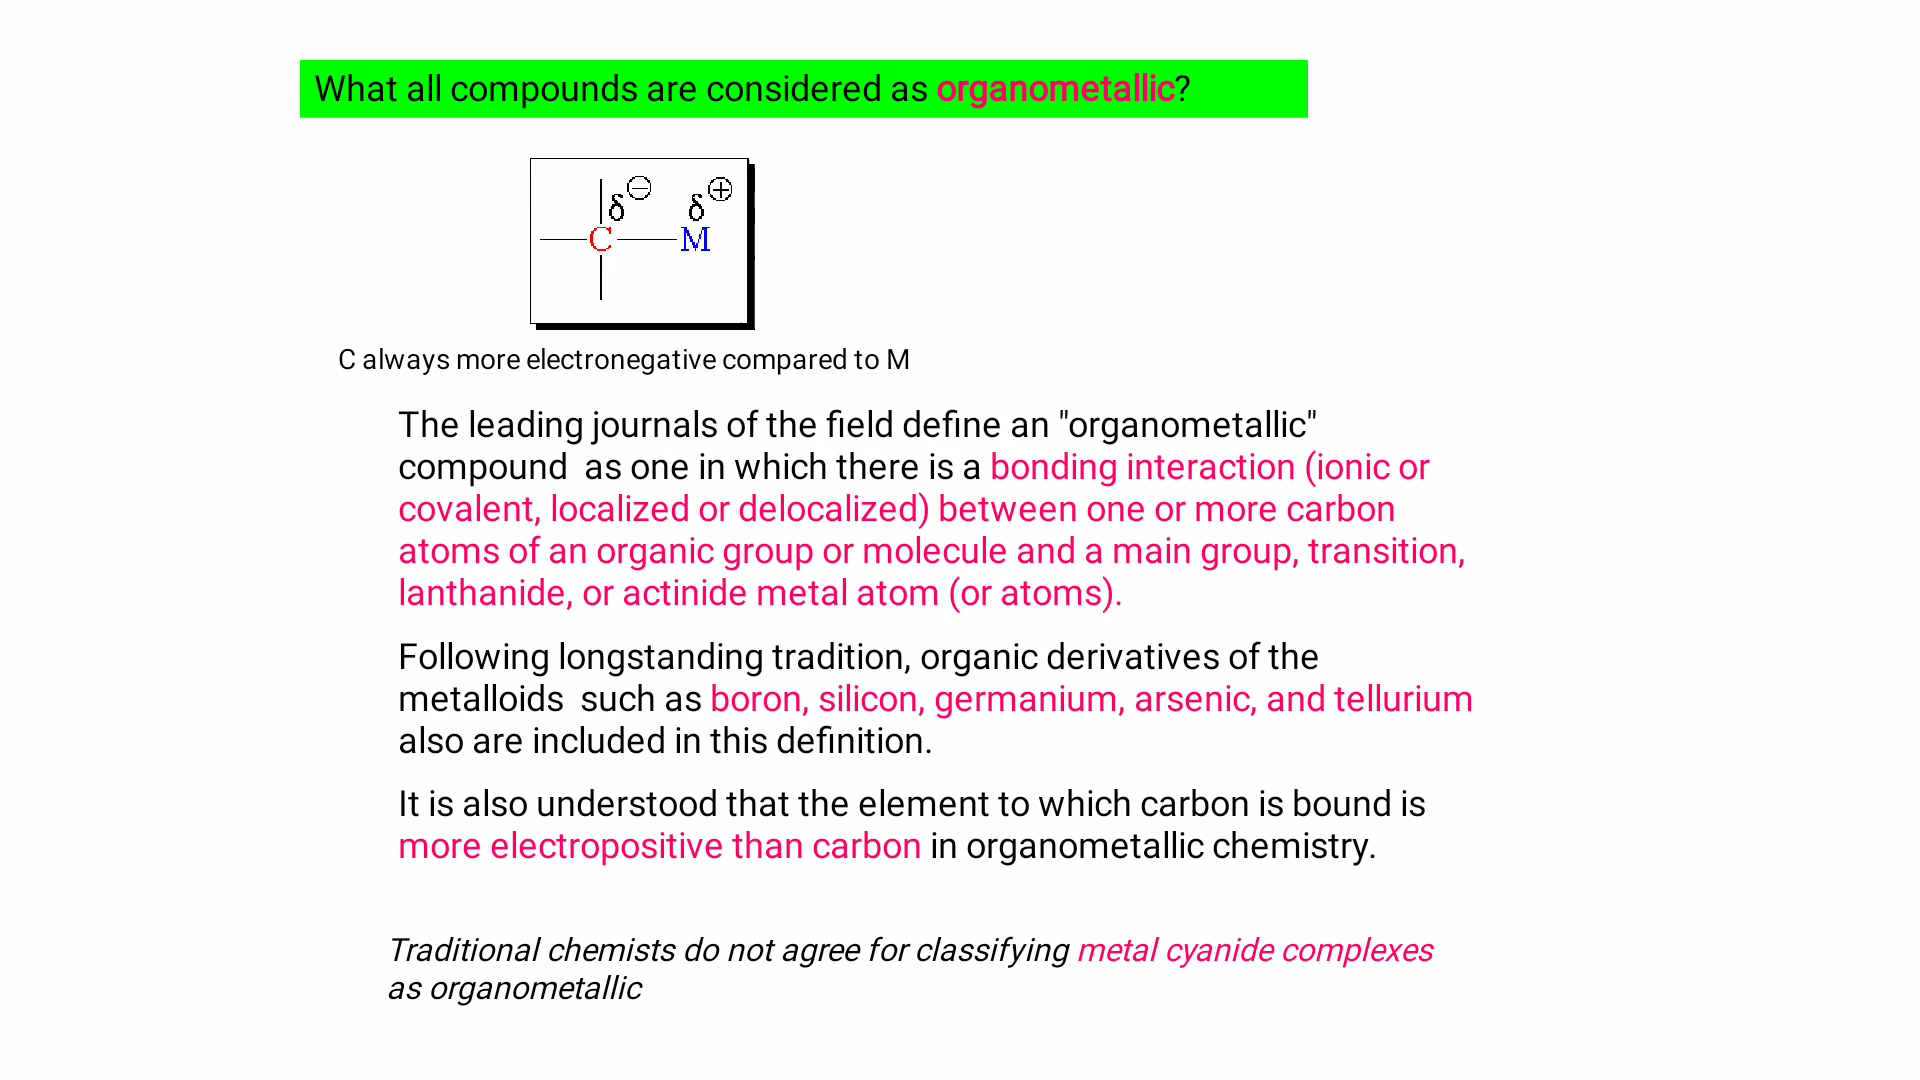 What all compounds are considered as organometallic?
δ⊖ δ⊕
C M
C always more electronegative compared to M
The leading journals of the field define an "organometallic"
compound as one in which there is a bonding interaction (ionic or
covalent, localized or delocalized) between one or more carbon
atoms of an organic group or molecule and a main group, transition,
lanthanide, or actinide metal atom (or atoms).
Following longstanding tradition, organic derivatives of the
metalloids such as boron, silicon, germanium, arsenic, and tellurium
also are included in this definition.
It is also understood that the element to which carbon is bound is
more electropositive than carbon in organometallic chemistry.
Traditional chemists do not agree for classifying metal cyanide complexes
as organometallic